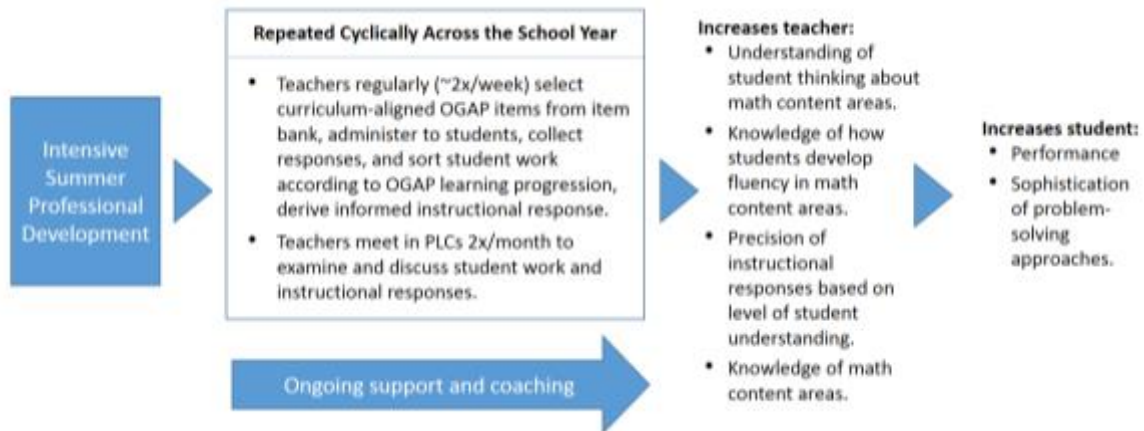 Intensive
Summer
Professional
Development
Repeated Cyclically Across the School Year
• Teachers regularly (~2x/week) select
curriculum-aligned OGAP items from item
bank, administer to students, collect
responses, and sort student work
according to OGAP learning progression,
derive informed instructional response.
• Teachers meet in PLCs 2x/month to
examine and discuss student work and
instructional responses.
Ongoing support and coaching
Increases teacher:
• Understanding of
student thinking about
math content areas.
• Knowledge of how
students develop
fluency in math
content areas.
• Precision of
instructional
responses based on
level of student
understanding.
• Knowledge of math
content areas.
Increases student:
• Performance
• Sophistication
of problem-
solving
approaches.